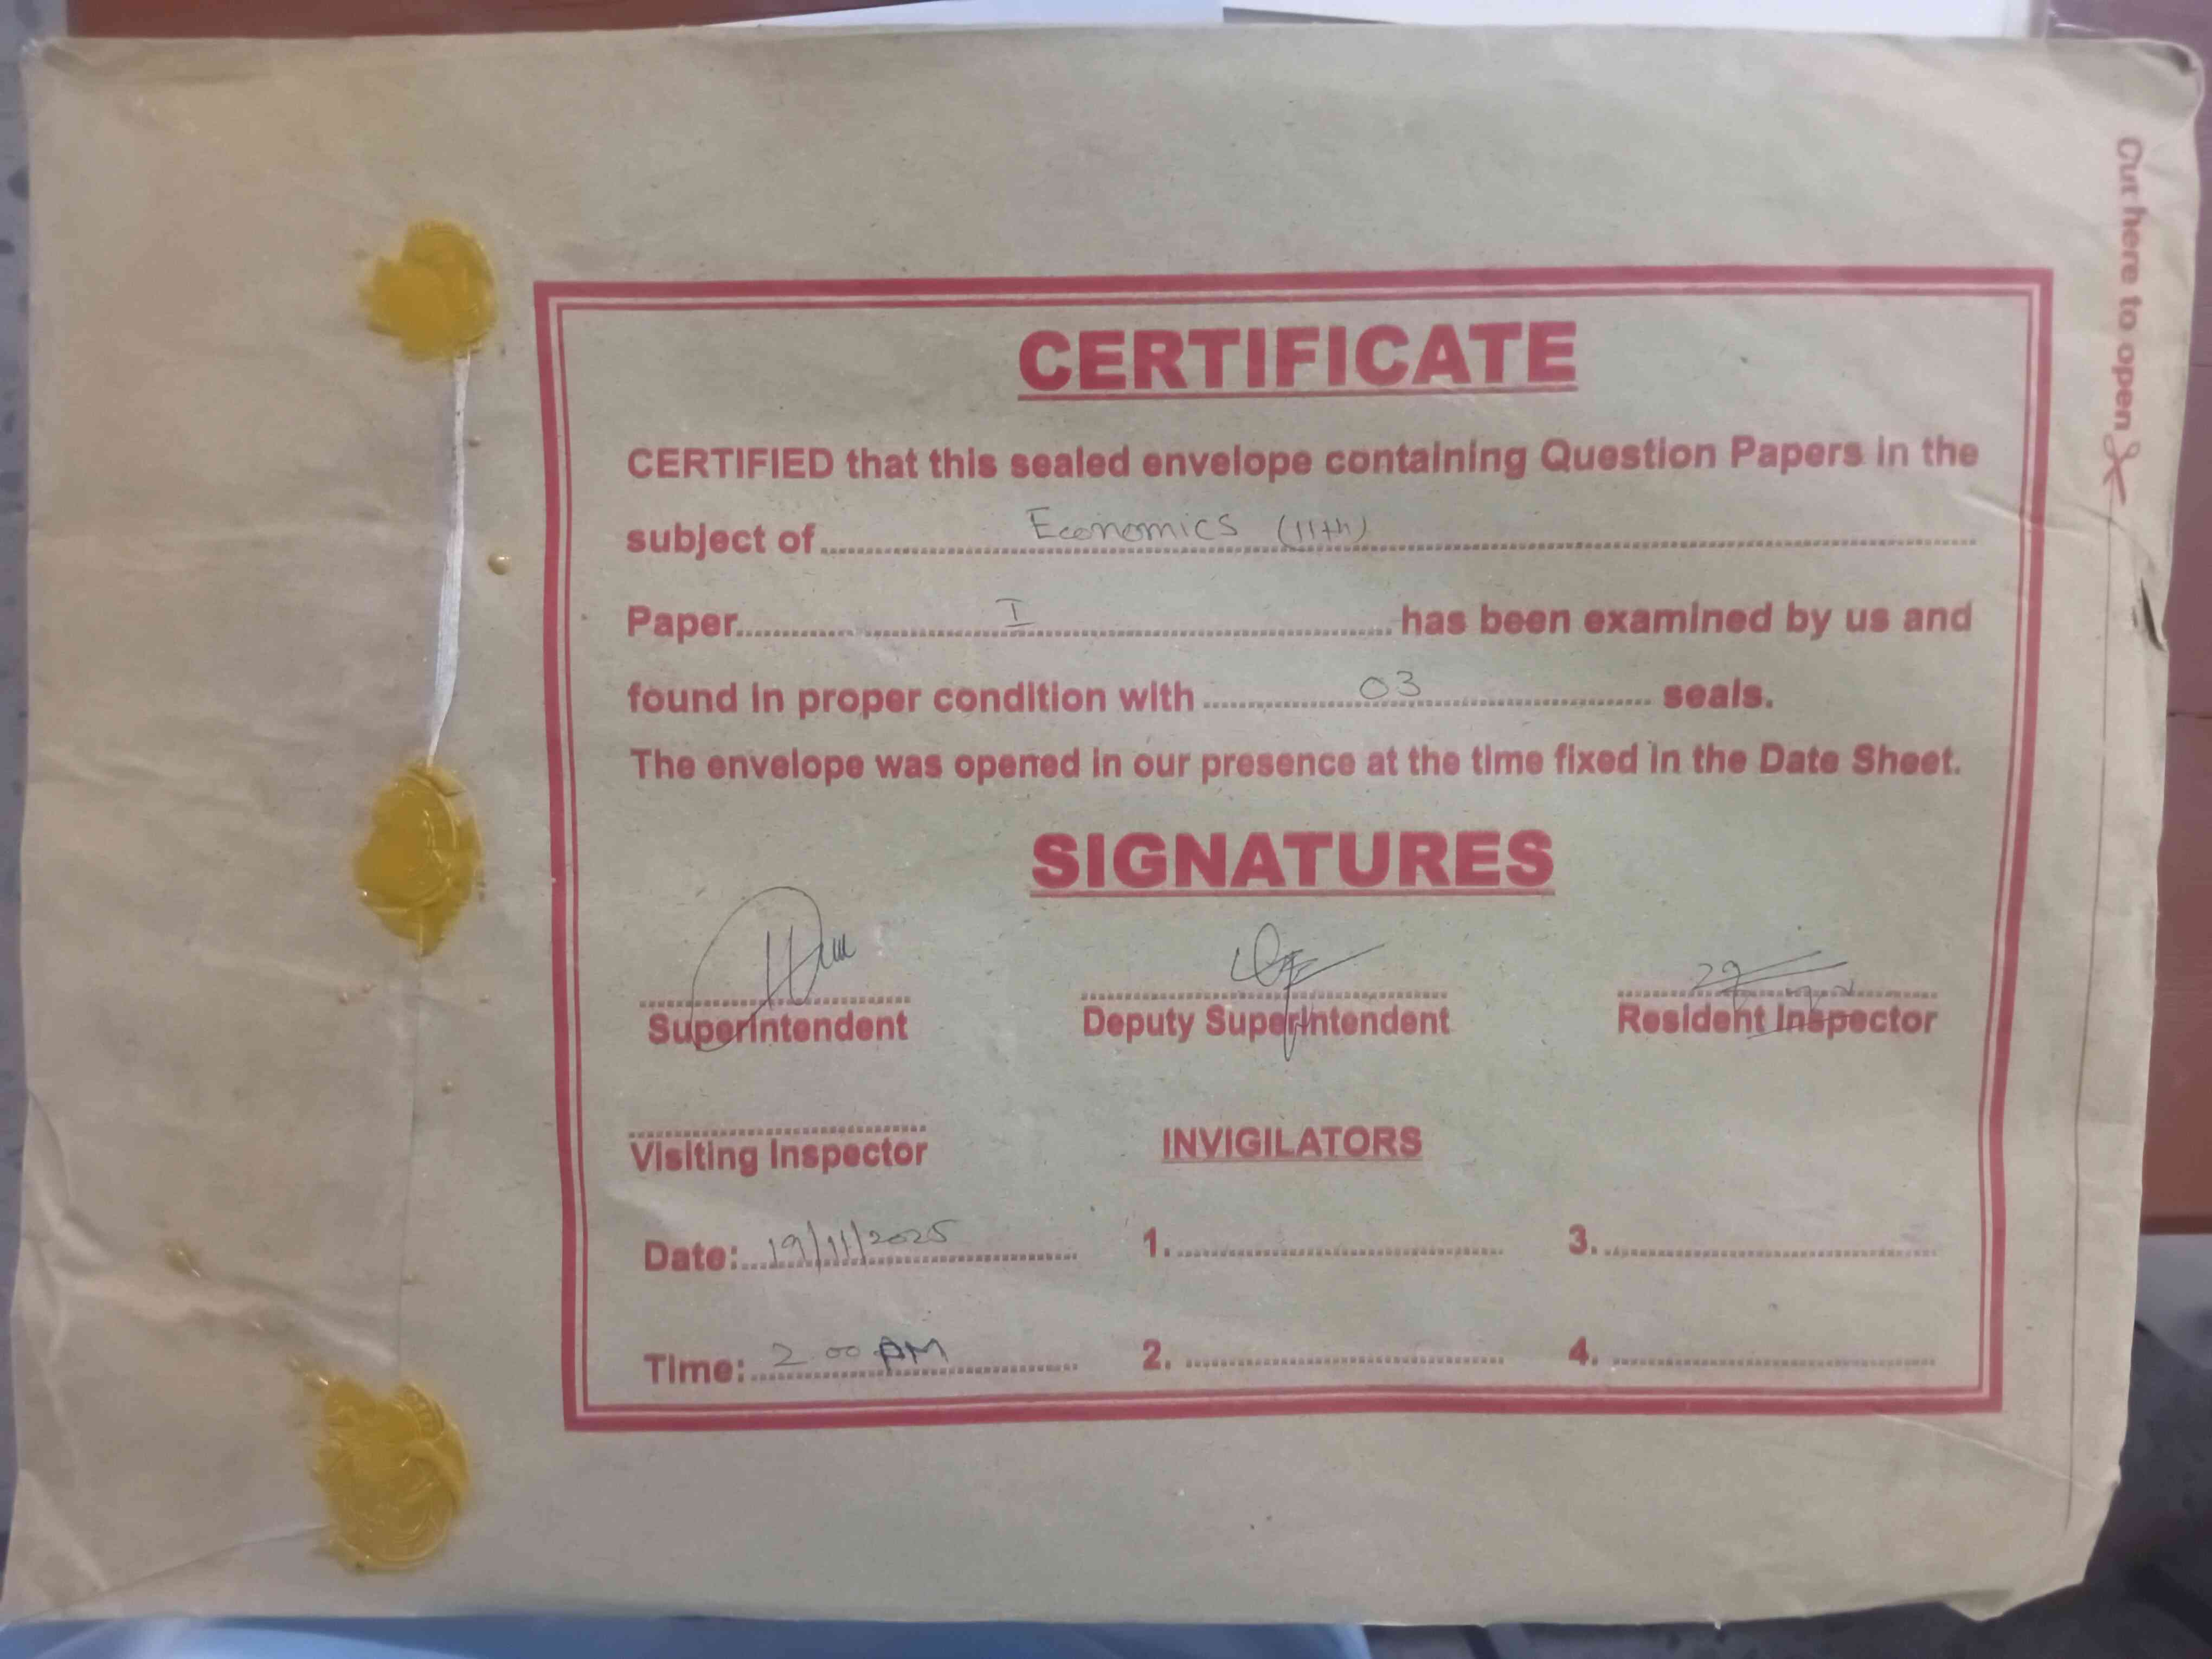 Cut here to open
CERTIFICATE
CERTIFIED that this sealed envelope containing Question Papers in the
subject of Economics (11th)
Paper I has been examined by us and
found in proper condition with 03 seals.
The envelope was opened in our presence at the time fixed in the Date Sheet.
SIGNATURES
Superintendent Deputy Superintendent Resident Inspector
Visiting Inspector INVIGILATORS
Date: 19/11/2025 1. 3.
Time: 2.00 PM 2. 4.